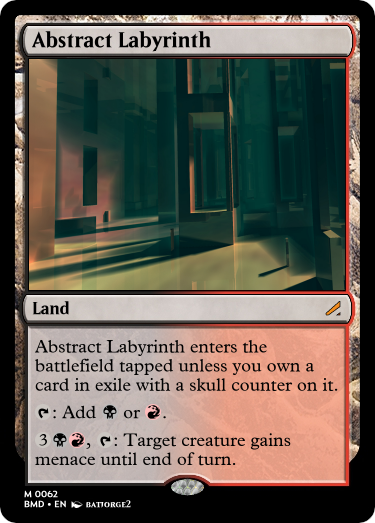 Abstract Labyrinth
Land
Abstract Labyrinth enters the
battlefield tapped unless you own a
card in exile with a skull counter on it.
: Add or .
3 , : Target creature gains
menace until end of turn.
M 0062
BMD • EN BATJORGE2